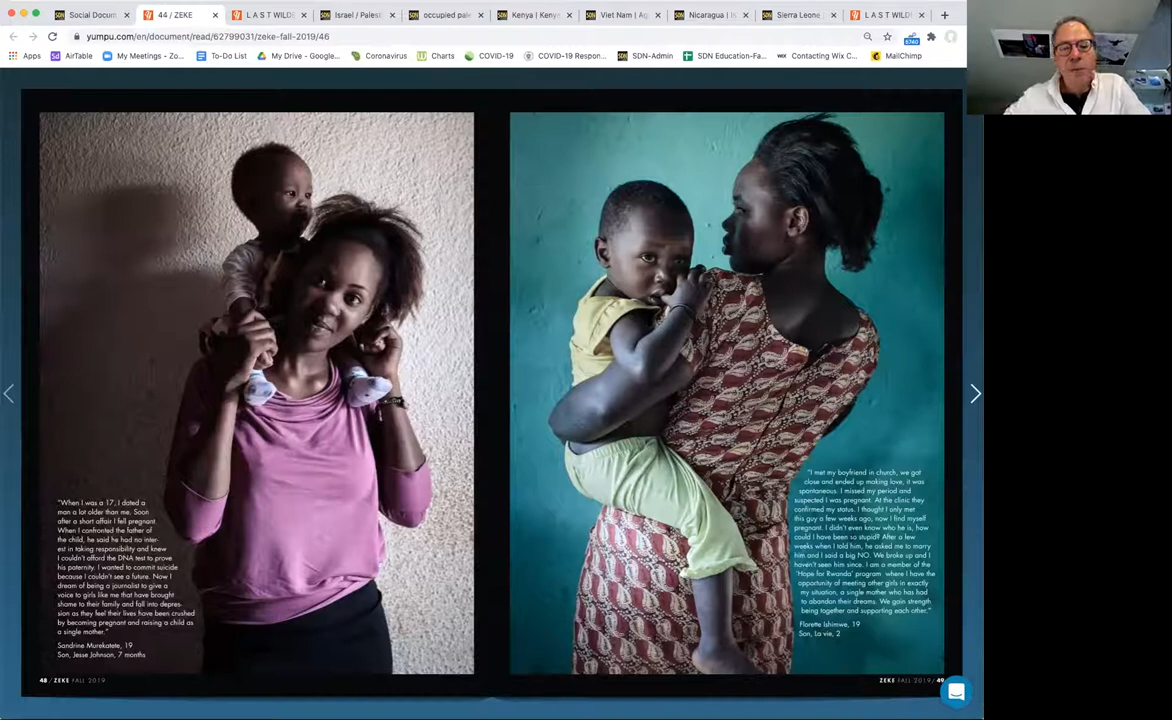 Social Docum
44 / ZEKE
L A S T WILDE
Israel / Palest
occupied pale
Kenya | Kenye
Viet Nam | Ag
Nicaragua | Is
Sierra Leone |
L A S T WILDE
yumpu.com/en/document/read/62799031/zeke-fall-2019/46
5740
Apps
AirTable
My Meetings - Zo...
To-Do List
My Drive - Google...
Coronavirus
Charts
COVID-19
COVID-19 Respon...
SDN-Admin
SDN Education-Fa...
Contacting Wix C...
MailChimp
"When I was a 17, I dated a
man a lot older than me. Soon
after a short affair I fell pregnant.
When I confronted the father of
the child, he said he had no inter-
est in taking responsibility and knew
I couldn't afford the DNA test to prove
his paternity. I wanted to commit suicide
because I couldn't see a future. Now I
dream of being a journalist to give a
voice to girls like me that have brought
shame to their family and fall into depres-
sion as they feel their lives have been crushed
by becoming pregnant and raising a child as
a single mother."
Sandrine Murekatete, 19
Son, Jesse Johnson, 7 months
48 / ZEKE FALL 2019
"I met my boyfriend in church, we got
close and ended up making love, it was
spontaneous. I missed my period and
suspected I was pregnant. At the clinic they
confirmed my status. I thought I only met
this guy a few weeks ago, now I find myself
pregnant. I didn't even know who he is, how
could I have been so stupid? After a few
weeks when I told him, he asked me to marry
him and I said a big NO. We broke up and I
haven't seen him since. I am a member of the
'Hope for Rwanda' program where I have the
opportunity of meeting other girls in exactly
my situation, a single mother who has had
to abandon their dreams. We gain strength
being together and supporting each other."
Florette Ishimwe, 19
Son, La vie, 2
ZEKE FALL 2019/ 49